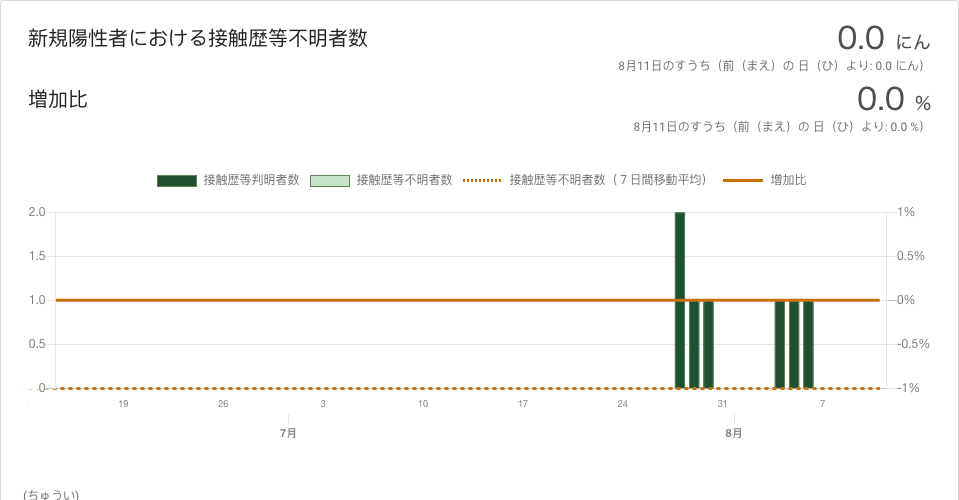 新規陽性者における接触歴等不明者数
0.0 にん
8月11日のすうち（前（まえ）の 日（ひ）より: 0.0 にん）
増加比
0.0 %
8月11日のすうち（前（まえ）の 日（ひ）より: 0.0 %）
接触歴等判明者数 接触歴等不明者数 接触歴等不明者数（７日間移動平均） 増加比
2.0 1%
1.5 0.5%
1.0 0%
0.5 -0.5%
0 -1%
19 26 3 10 17 24 31 7
7月 8月
(ちゅうい)